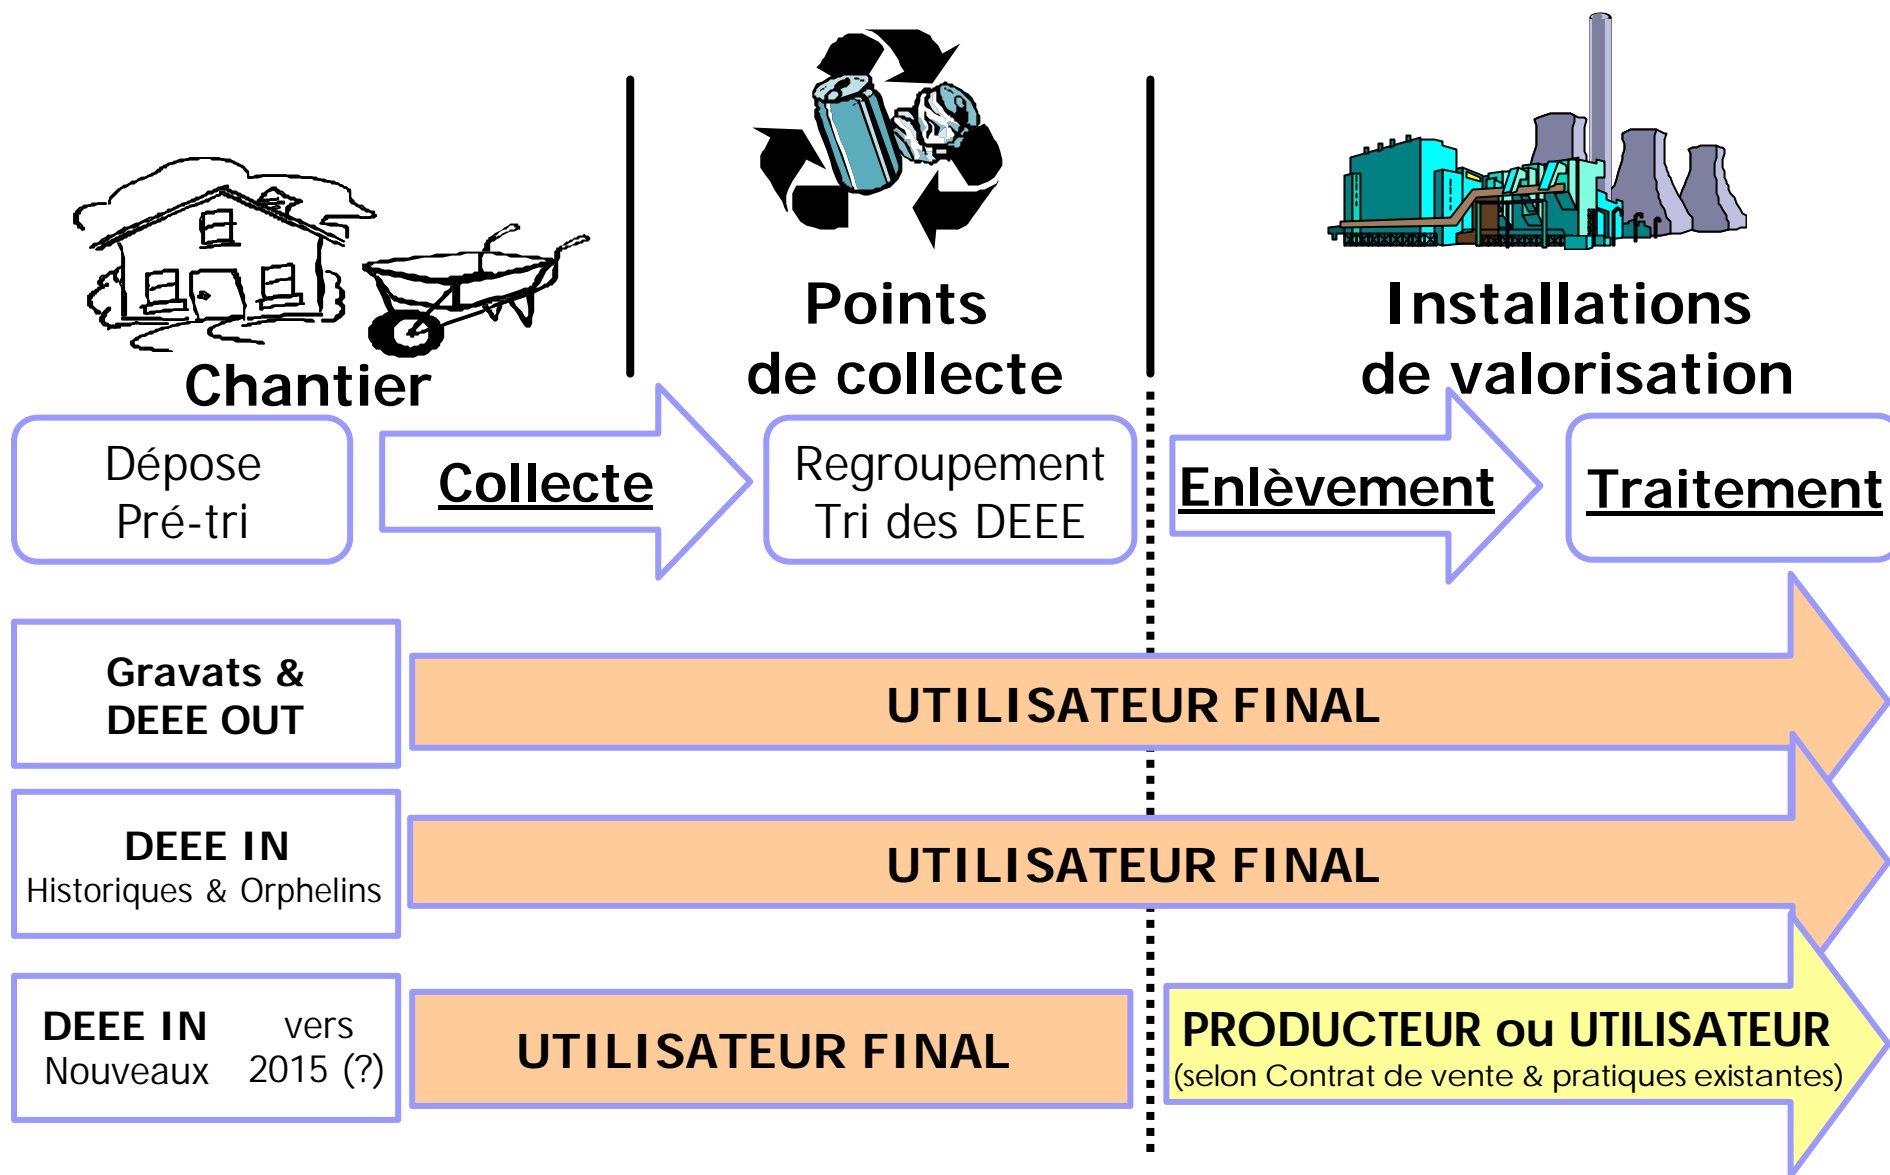 Chantier
Points
de collecte
Installations
de valorisation
Dépose
Pré-tri
Collecte
Regroupement
Tri des DEEE
Enlèvement
Traitement
Gravats &
DEEE OUT
UTILISATEUR FINAL
DEEE IN
Historiques & Orphelins
UTILISATEUR FINAL
DEEE IN vers
Nouveaux 2015 (?)
UTILISATEUR FINAL
PRODUCTEUR ou UTILISATEUR
(selon Contrat de vente & pratiques existantes)